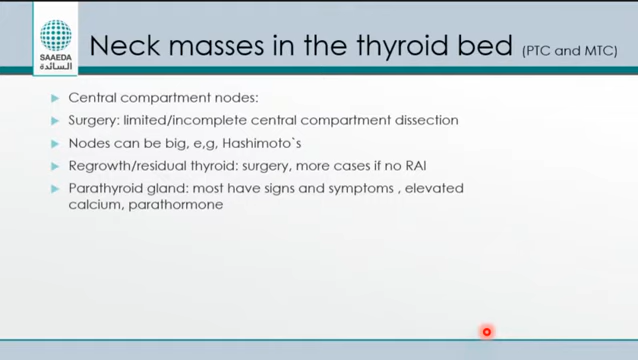 SAAEDA
السائدة
Neck masses in the thyroid bed (PTC and MTC)
Central compartment nodes:
Surgery: limited/incomplete central compartment dissection
Nodes can be big, e,g, Hashimoto`s
Regrowth/residual thyroid: surgery, more cases if no RAI
Parathyroid gland: most have signs and symptoms , elevated
calcium, parathormone